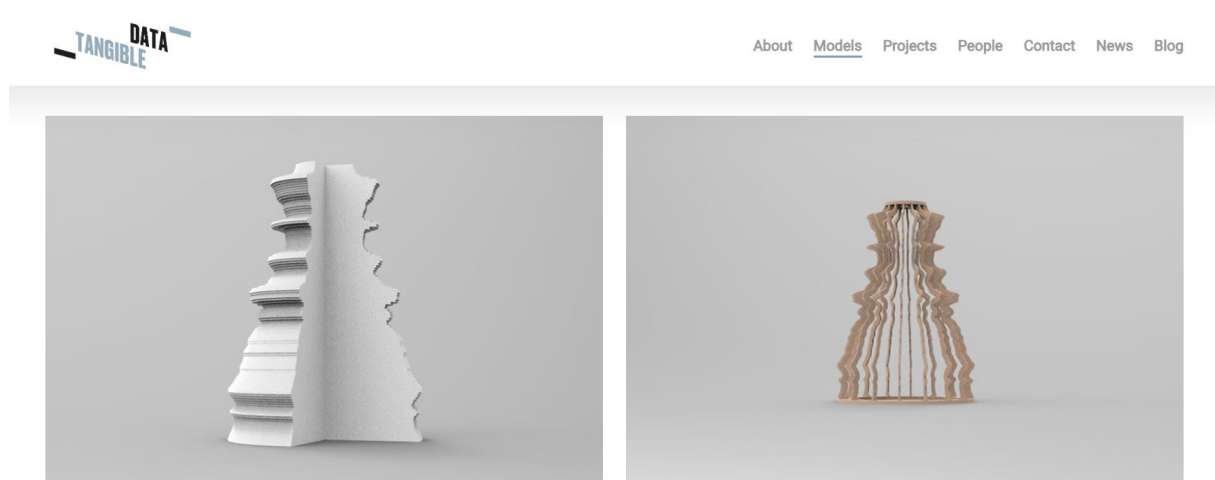 TANGIBLE DATA
About Models Projects People Contact News Blog